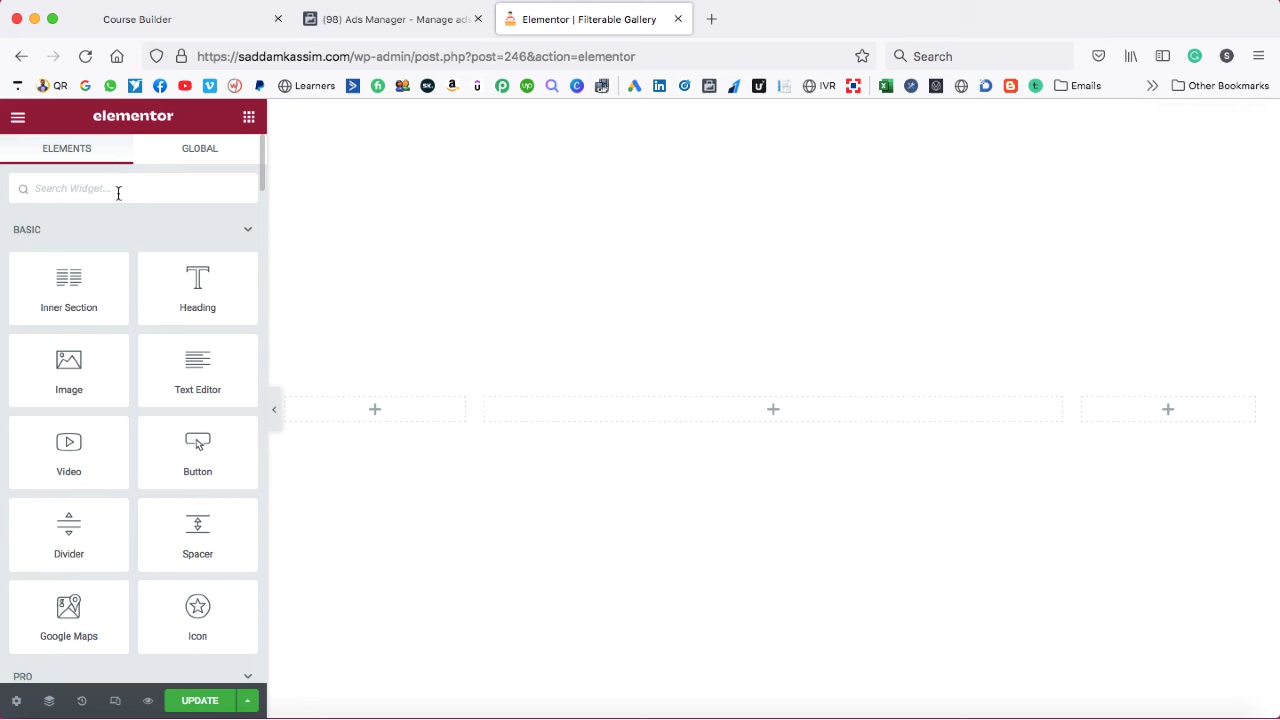 Course Builder
(98) Ads Manager - Manage ads
Elementor | Filterable Gallery
https://saddamkassim.com/wp-admin/post.php?post=246&action=elementor
Search
S
QR
Learners
IVR
Emails
Other Bookmarks
elementor
ELEMENTS
GLOBAL
Search Widget...
BASIC
Inner Section
Heading
Image
Text Editor
Video
Button
Divider
Spacer
Google Maps
Icon
PRO
UPDATE